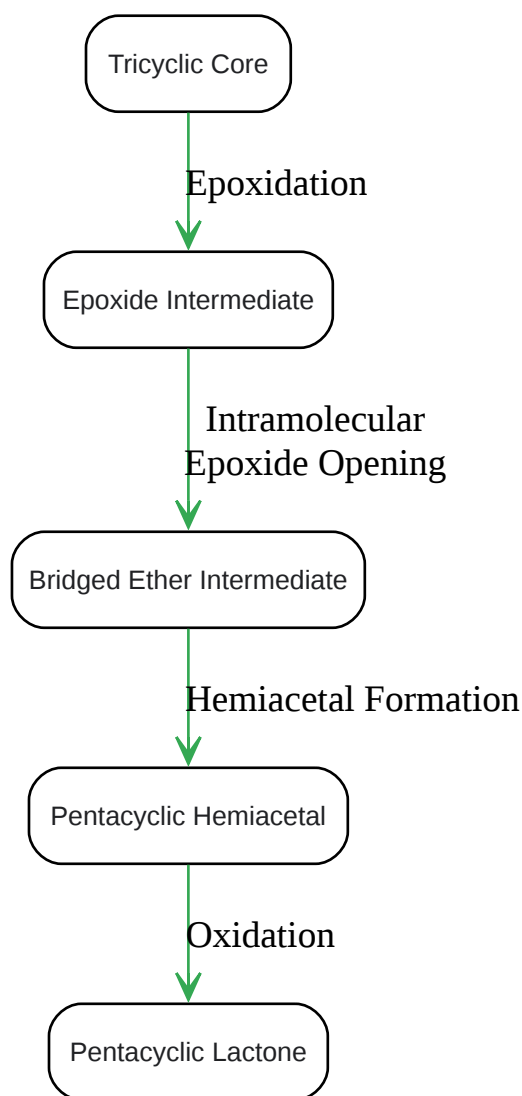 Tricyclic Core
Epoxidation
Epoxide Intermediate
Intramolecular
Epoxide Opening
Bridged Ether Intermediate
Hemiacetal Formation
Pentacyclic Hemiacetal
Oxidation
Pentacyclic Lactone